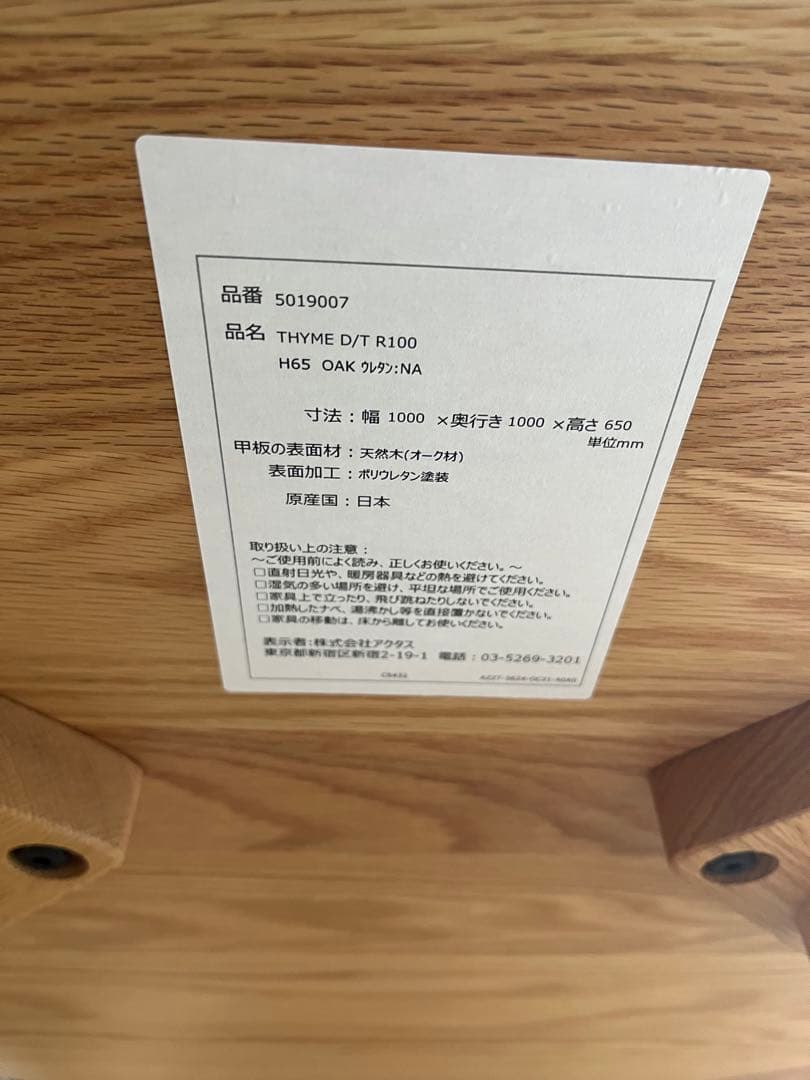 品番 5019007
品名 THYME D/T R100
H65 OAK ウレタン:NA
寸法：幅 1000 ×奥行き 1000 ×高さ 650
単位mm
甲板の表面材：天然木(オーク材)
表面加工：ポリウレタン塗装
原産国：日本
取り扱い上の注意：
～ご使用前によく読み、正しくお使いください。～
□直射日光や、暖房器具などの熱を避けてください。
□湿気の多い場所を避け、平坦な場所でご使用ください。
□家具上で立ったり、飛び跳ねたりしないでください。
□加熱したナベ、湯沸かし等を直接置かないでください。
□家具の移動は、床から離してお使いください。
表示者：株式会社アクタス
東京都新宿区新宿2-19-1 電話：03-5269-3201